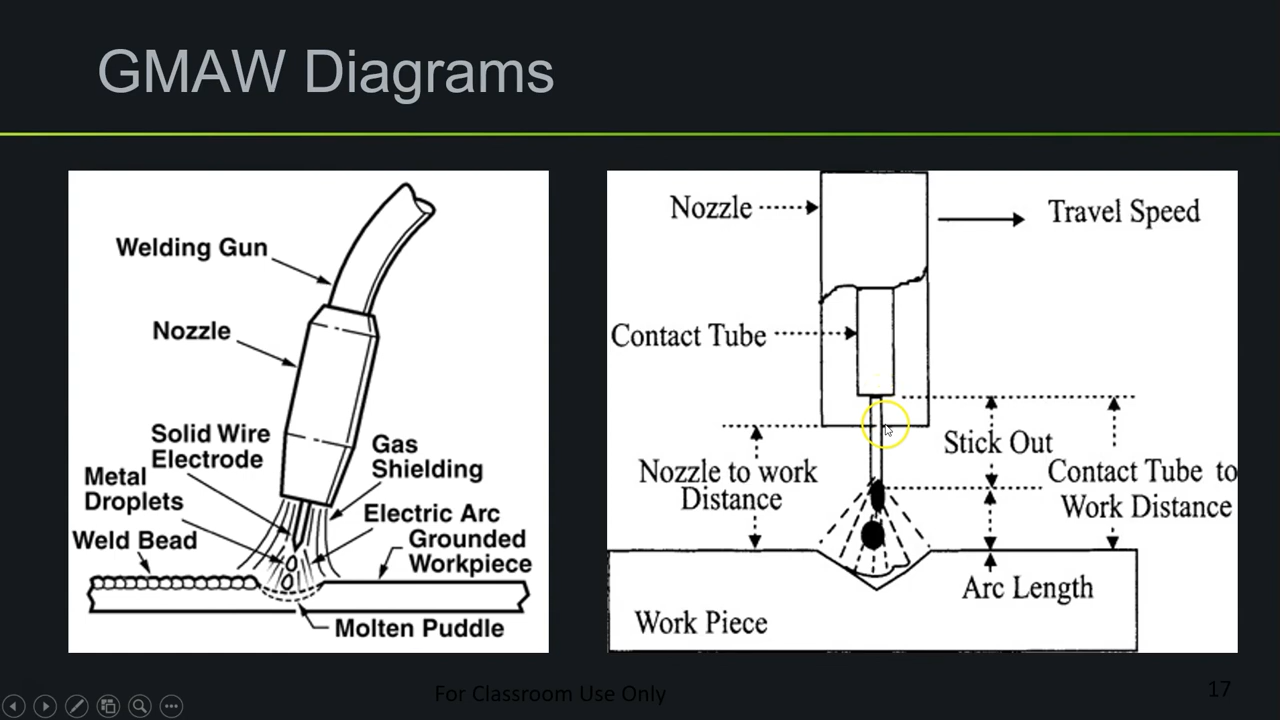 GMAW Diagrams
Welding Gun
Nozzle
Solid Wire
Electrode
Metal
Droplets
Weld Bead
Gas
Shielding
Electric Arc
Grounded
Workpiece
Molten Puddle
Nozzle
Travel Speed
Contact Tube
Stick Out
Nozzle to work
Distance
Contact Tube to
Work Distance
Arc Length
Work Piece
For Classroom Use Only
17